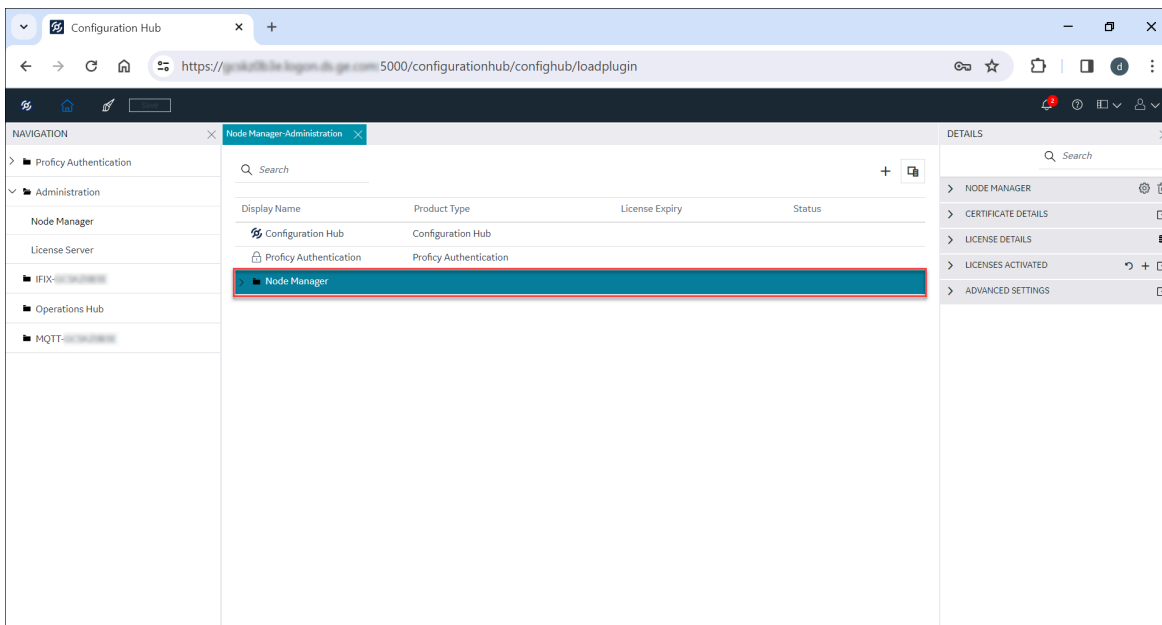 Configuration Hub
https:// 5000/configurationhub/confighub/loadplugin
d
2
NAVIGATION
Proficy Authentication
Administration
Node Manager
License Server
IFIX-
Operations Hub
MQTT-
Node Manager-Administration
Search
Display Name Product Type License Expiry Status
Configuration Hub Configuration Hub
Proficy Authentication Proficy Authentication
Node Manager
DETAILS
Search
NODE MANAGER
CERTIFICATE DETAILS
LICENSE DETAILS
LICENSES ACTIVATED
ADVANCED SETTINGS